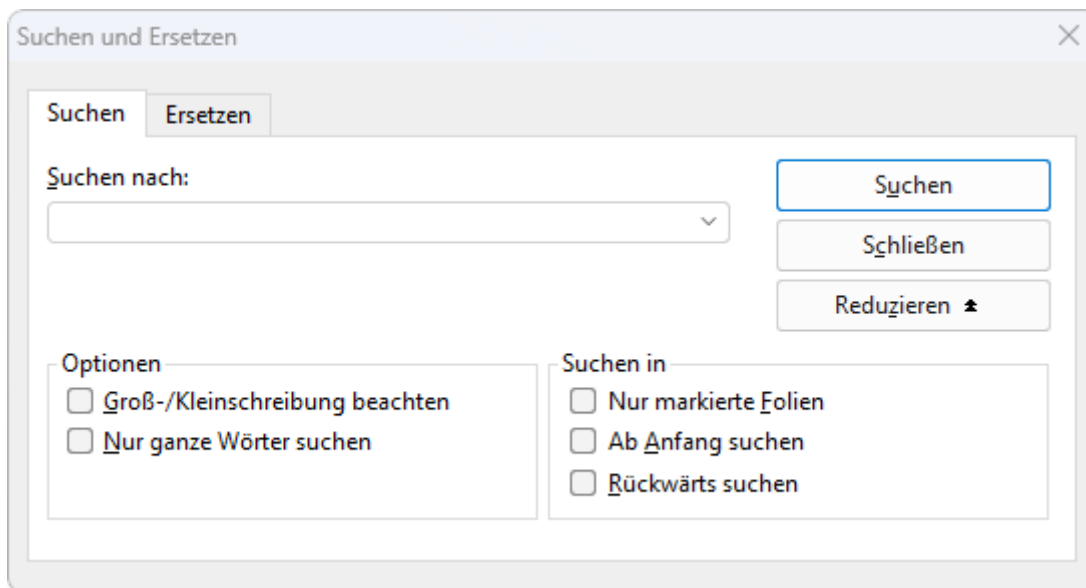 Suchen und Ersetzen
Suchen Ersetzen
Suchen nach:
Suchen
Schließen
Reduzieren
Optionen
Groß-/Kleinschreibung beachten
Nur ganze Wörter suchen
Suchen in
Nur markierte Folien
Ab Anfang suchen
Rückwärts suchen